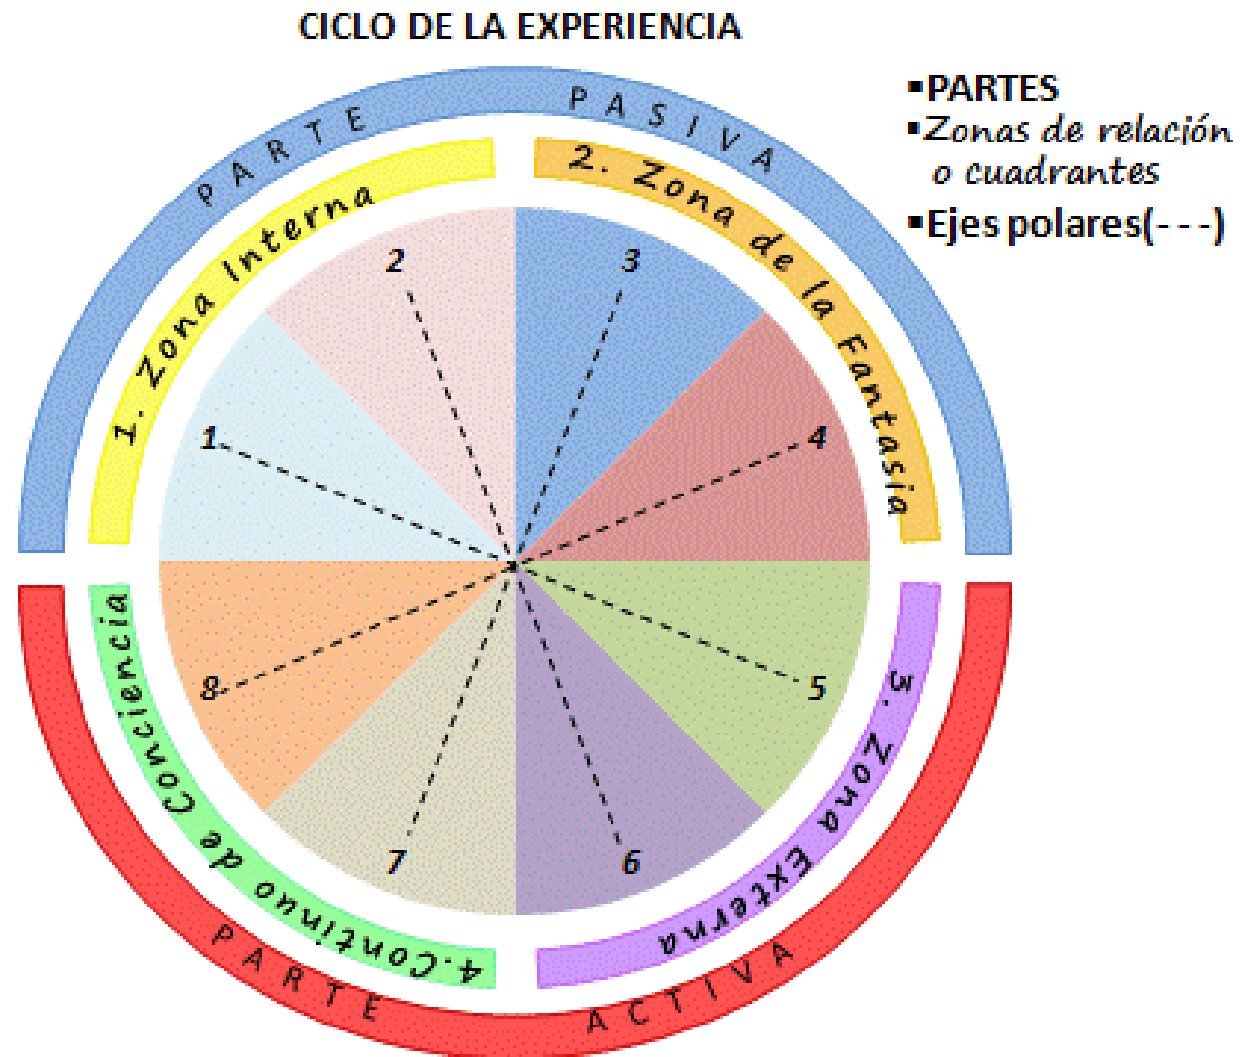 CICLO DE LA EXPERIENCIA
▪PARTES
▪Zonas de relación
o cuadrantes
▪Ejes polares(---)
PARTE PASIVA
1. Zona Interna
2. Zona de la Fantasia
2
3
1
4
8
5
7
6
3. Zona Externa
4.Continuo de Conciencia
PARTE ACTIVA